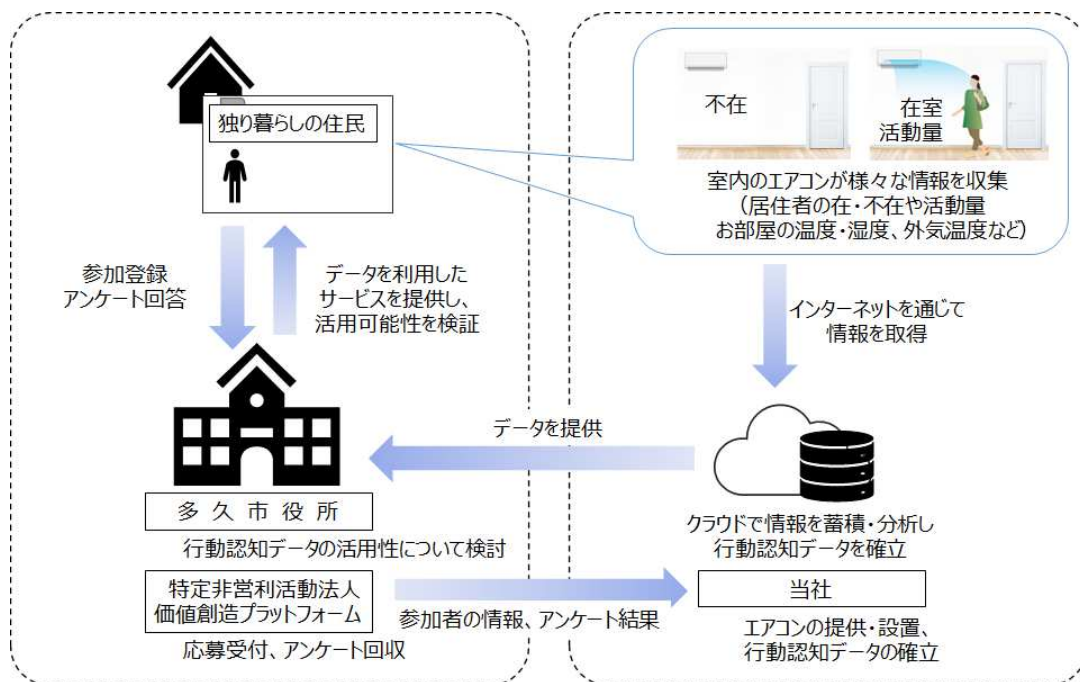 独り暮らしの住民
参加登録
アンケート回答
データを利用した
サービスを提供し、
活用可能性を検証
多久市役所
行動認知データの活用性について検討
特定非営利活動法人
価値創造プラットフォーム
応募受付、アンケート回収
データを提供
参加者の情報、アンケート結果
不在
在室
活動量
室内のエアコンが様々な情報を収集
(居住者の在・不在や活動量
お部屋の温度・湿度、外気温度など)
インターネットを通じて
情報を取得
クラウドで情報を蓄積・分析し
行動認知データを確立
当社
エアコンの提供・設置、
行動認知データの確立